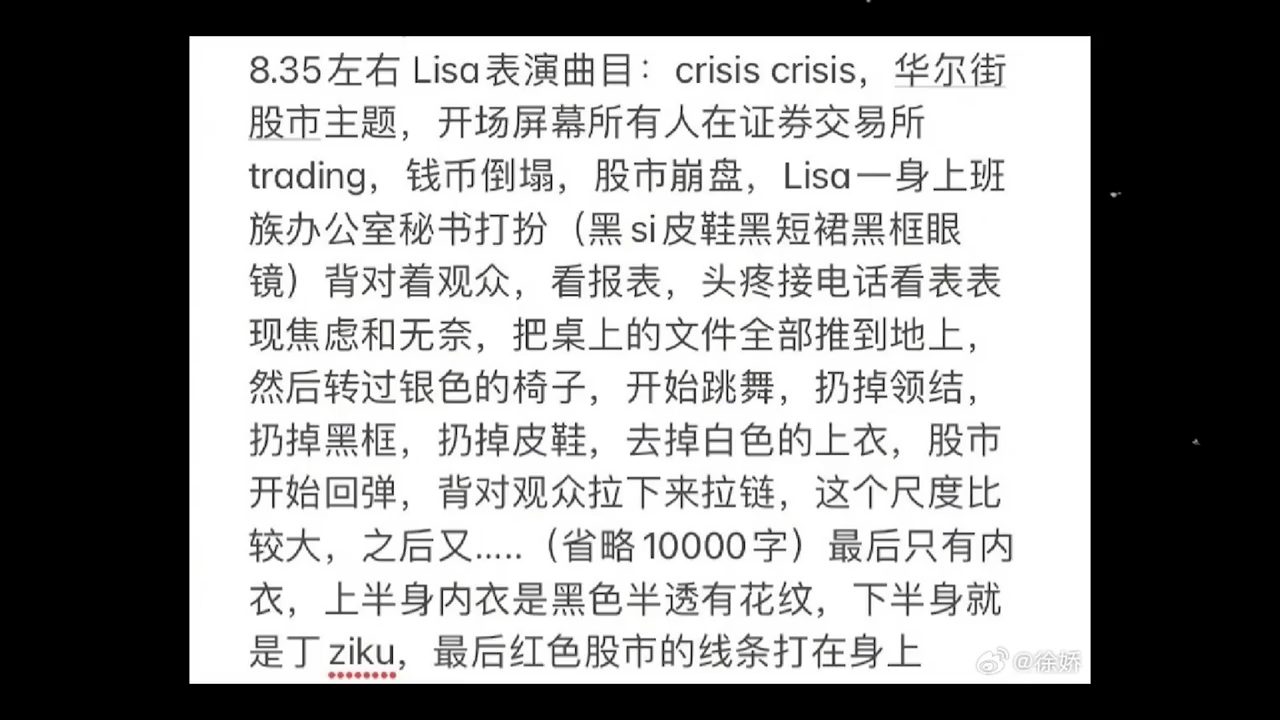 8.35左右 Lisa表演曲目：crisis crisis，华尔街
股市主题，开场屏幕所有人在证券交易所
trading，钱币倒塌，股市崩盘，Lisa一身上班
族办公室秘书打扮（黑si皮鞋黑短裙黑框眼
镜）背对着观众，看报表，头疼接电话看表表
现焦虑和无奈，把桌上的文件全部推到地上，
然后转过银色的椅子，开始跳舞，扔掉领结，
扔掉黑框，扔掉皮鞋，去掉白色的上衣，股市
开始回弹，背对观众拉下来拉链，这个尺度比
较大，之后又.....（省略10000字）最后只有内
衣，上半身内衣是黑色半透有花纹，下半身就
是丁ziku，最后红色股市的线条打在身上
@徐娇